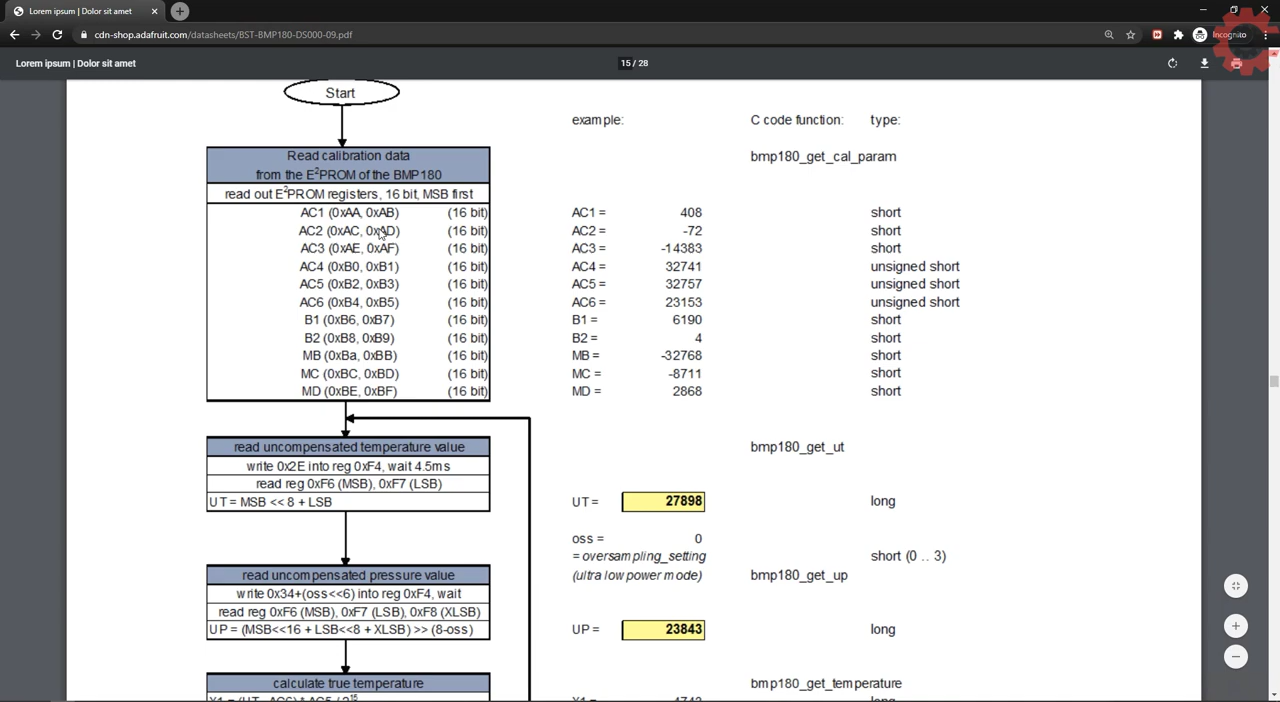 Lorem ipsum | Dolor sit amet
cdn-shop.adafruit.com/datasheets/BST-BMP180-DS000-09.pdf
Incognito
Lorem ipsum | Dolor sit amet
15 / 28
Start
example: C code function: type:
Read calibration data
from the E²PROM of the BMP180
bmp180_get_cal_param
read out E²PROM registers, 16 bit, MSB first
AC1 (0xAA, 0xAB) (16 bit) AC1 = 408 short
AC2 (0xAC, 0xAD) (16 bit) AC2 = -72 short
AC3 (0xAE, 0xAF) (16 bit) AC3 = -14383 short
AC4 (0xB0, 0xB1) (16 bit) AC4 = 32741 unsigned short
AC5 (0xB2, 0xB3) (16 bit) AC5 = 32757 unsigned short
AC6 (0xB4, 0xB5) (16 bit) AC6 = 23153 unsigned short
B1 (0xB6, 0xB7) (16 bit) B1 = 6190 short
B2 (0xB8, 0xB9) (16 bit) B2 = 4 short
MB (0xBa, 0xBB) (16 bit) MB = -32768 short
MC (0xBC, 0xBD) (16 bit) MC = -8711 short
MD (0xBE, 0xBF) (16 bit) MD = 2868 short
read uncompensated temperature value bmp180_get_ut
write 0x2E into reg 0xF4, wait 4.5ms
read reg 0xF6 (MSB), 0xF7 (LSB)
UT = MSB << 8 + LSB UT = 27898 long
oss = 0
= oversampling_setting short (0 .. 3)
read uncompensated pressure value (ultra low power mode) bmp180_get_up
write 0x34+(oss<<6) into reg 0xF4, wait
read reg 0xF6 (MSB), 0xF7 (LSB), 0xF8 (XLSB)
UP = (MSB<<16 + LSB<<8 + XLSB) >> (8-oss) UP = 23843 long
calculate true temperature bmp180_get_temperature
X1 = (UT - AC6) * AC5 / 2¹⁵ X1 = 4743 long